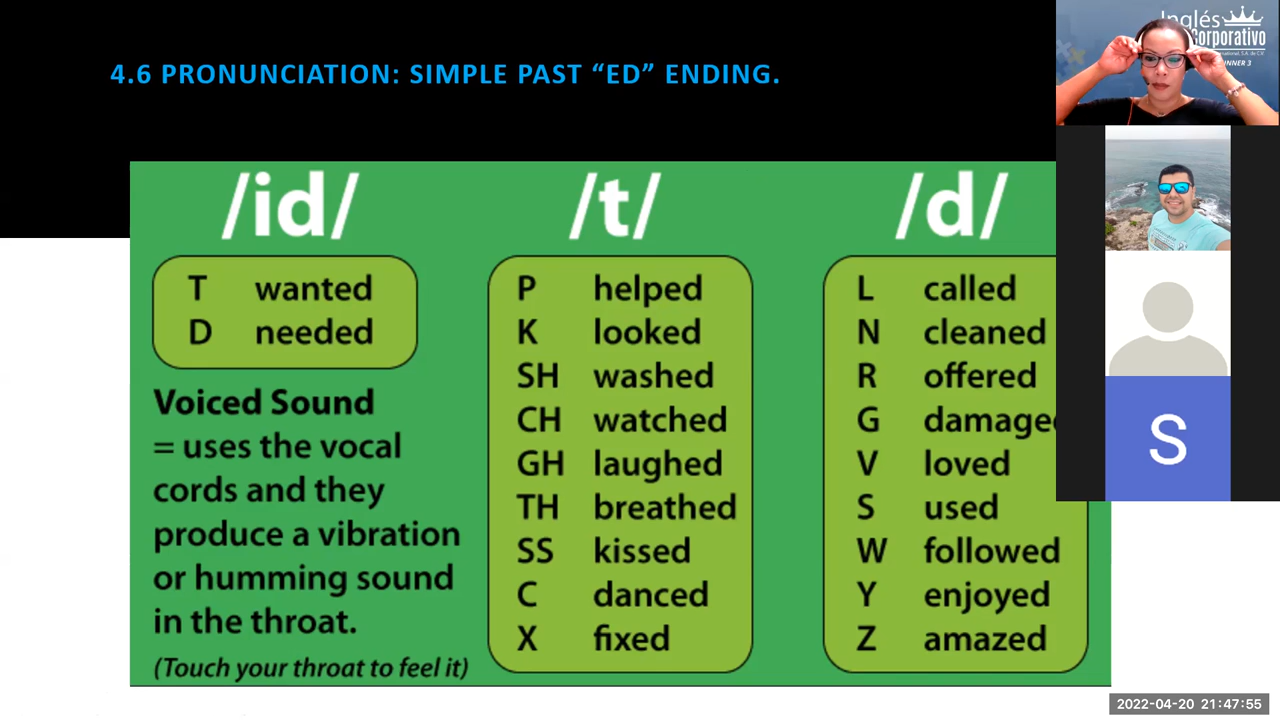 4.6 PRONUNCIATION: SIMPLE PAST “ED” ENDING.
/id/
T wanted
D needed
Voiced Sound
= uses the vocal
cords and they
produce a vibration
or humming sound
in the throat.
(Touch your throat to feel it)
/t/
P helped
K looked
SH washed
CH watched
GH laughed
TH breathed
SS kissed
C danced
X fixed
/d/
L called
N cleaned
R offered
G damaged
V loved
S used
W followed
Y enjoyed
Z amazed
Inglés
Corporativo
S
2022-04-20 21:47:55